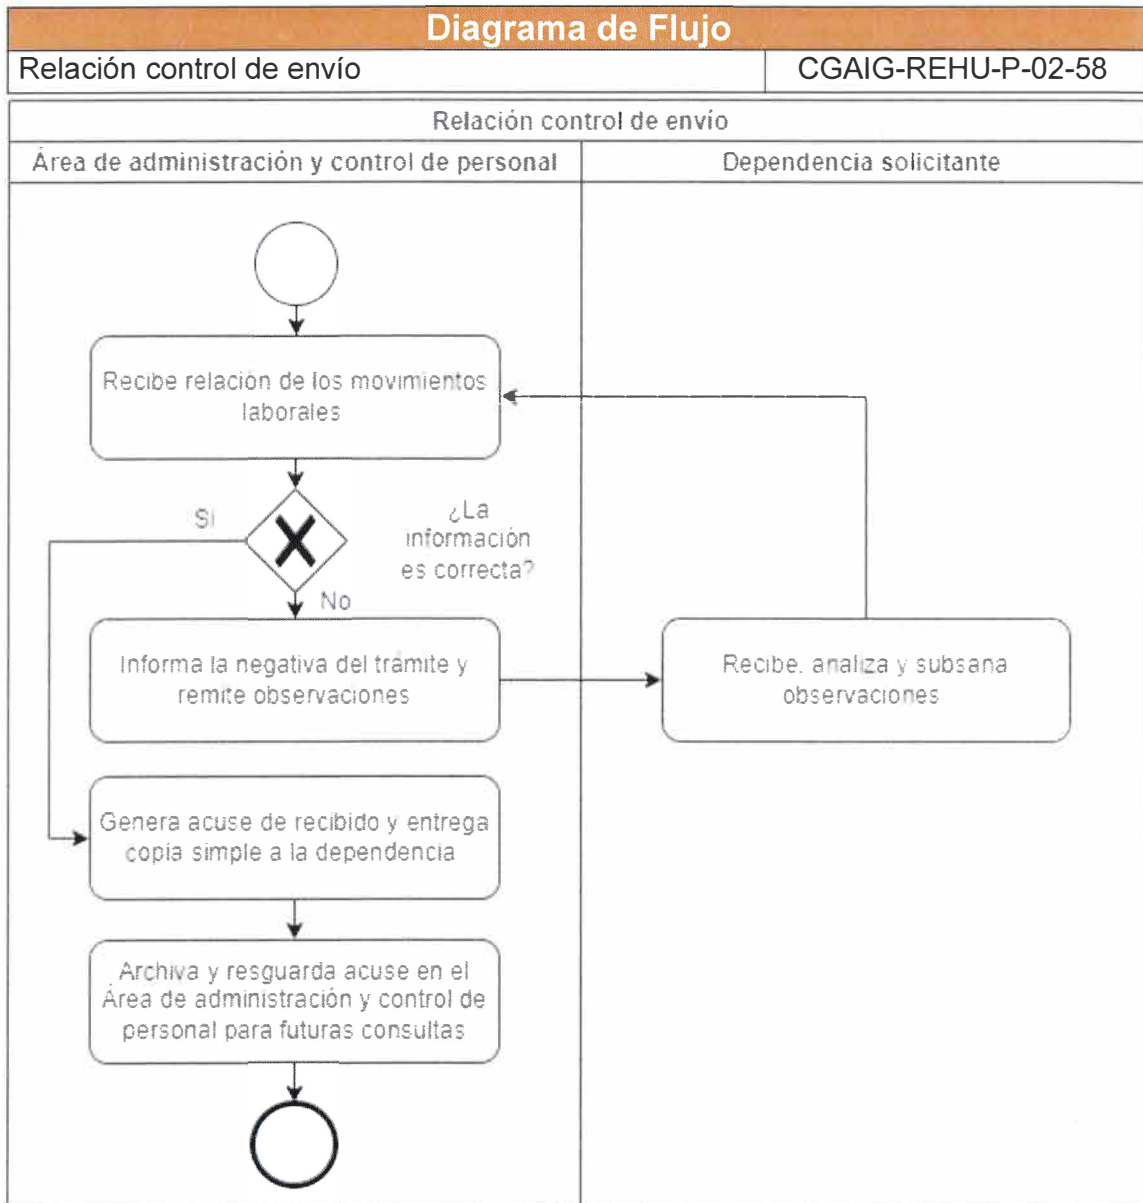 Diagrama de Flujo
Relación control de envío
CGAIG-REHU-P-02-58
Relación control de envío
Área de administración y control de personal
Dependencia solicitante
Recibe relación de los movimientos
laborales
Si
¿La
información
es correcta?
No
Informa la negativa del trámite y
remite observaciones
Recibe, analiza y subsana
observaciones
Genera acuse de recibido y entrega
copia simple a la dependencia
Archiva y resguarda acuse en el
Área de administración y control de
personal para futuras consultas